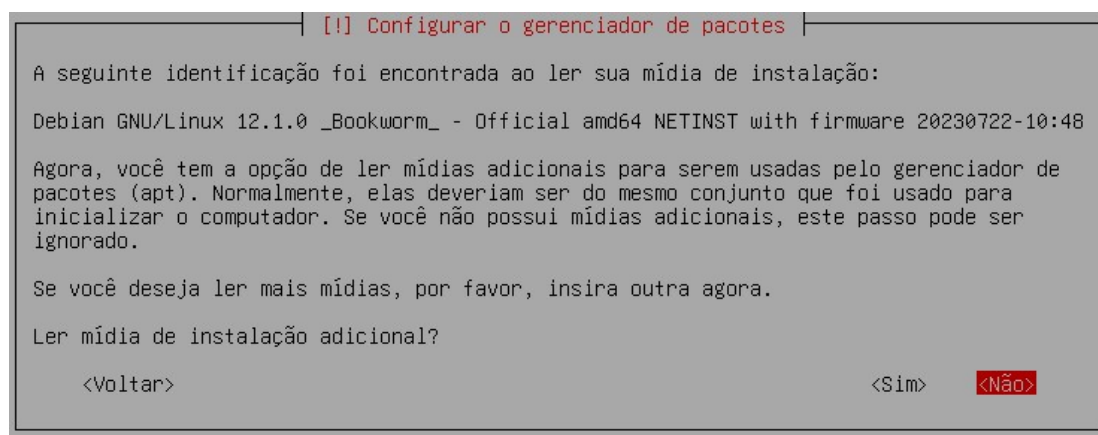 [!] Configurar o gerenciador de pacotes
A seguinte identificação foi encontrada ao ler sua mídia de instalação:
Debian GNU/Linux 12.1.0 _Bookworm_ - Official amd64 NETINST with firmware 20230722-10:48
Agora, você tem a opção de ler mídias adicionais para serem usadas pelo gerenciador de
pacotes (apt). Normalmente, elas deveriam ser do mesmo conjunto que foi usado para
inicializar o computador. Se você não possui mídias adicionais, este passo pode ser
ignorado.
Se você deseja ler mais mídias, por favor, insira outra agora.
Ler mídia de instalação adicional?
<Voltar> <Sim> <Não>